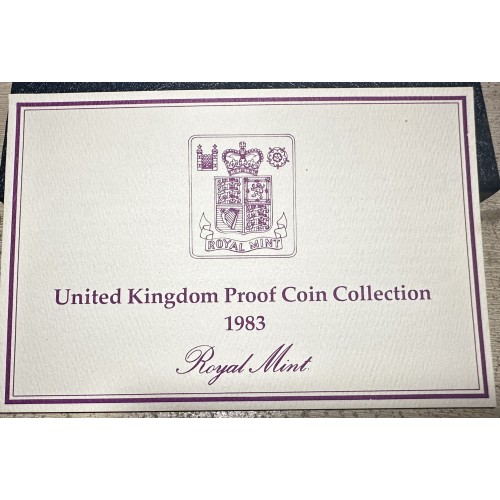 ROYAL MINT
United Kingdom Proof Coin Collection
1983
Royal Mint